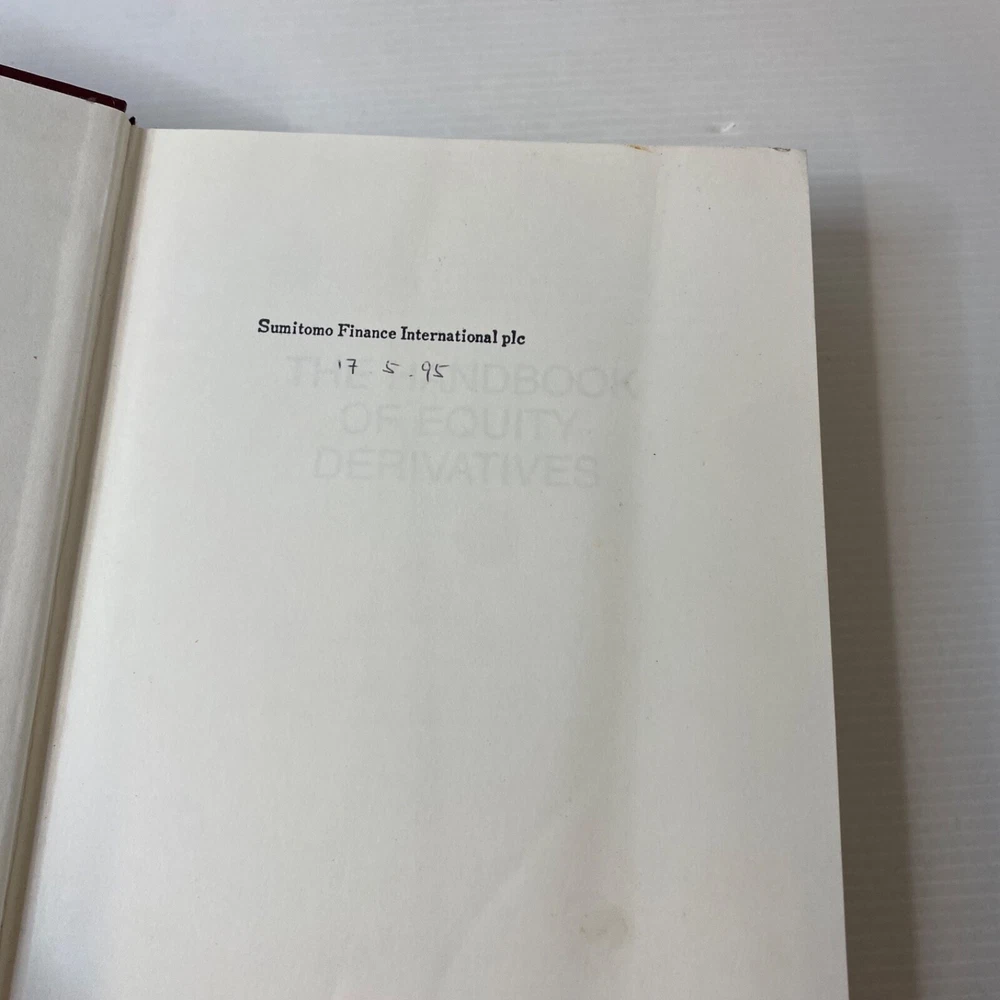 Sumitomo Finance International plc
17.5.95
THE HANDBOOK
OF EQUITY
DERIVATIVES